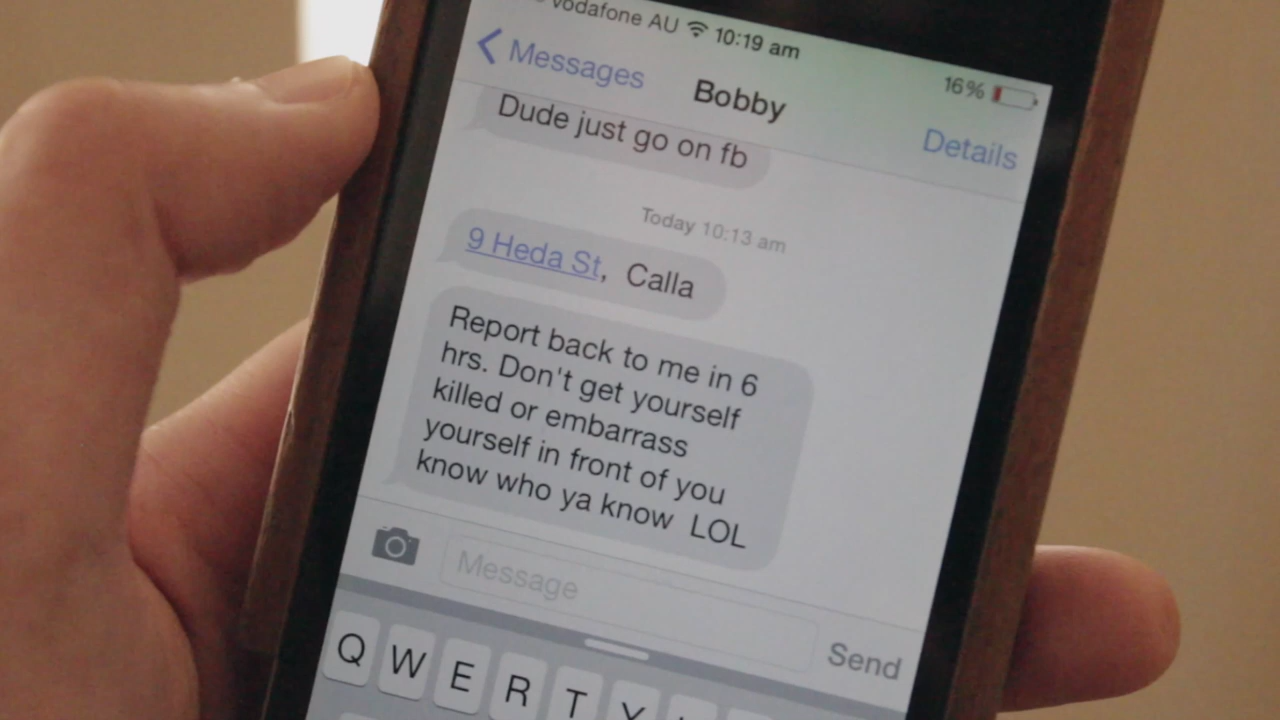 vodafone AU 10:19 am 16%
Messages Bobby Details
Dude just go on fb
Today 10:13 am
9 Heda St, Calla
Report back to me in 6
hrs. Don't get yourself
killed or embarrass
yourself in front of you
know who ya know LOL
Message
Send
Q W E R T Y